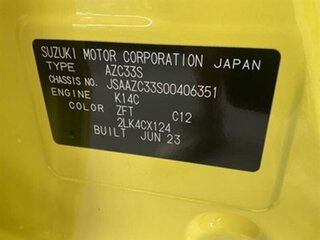 SUZUKI MOTOR CORPORATION JAPAN
TYPE AZC33S
CHASSIS NO. JSAAZC33S00406351
ENGINE K14C
COLOR ZFT C12
2LK4CX124
BUILT JUN 23